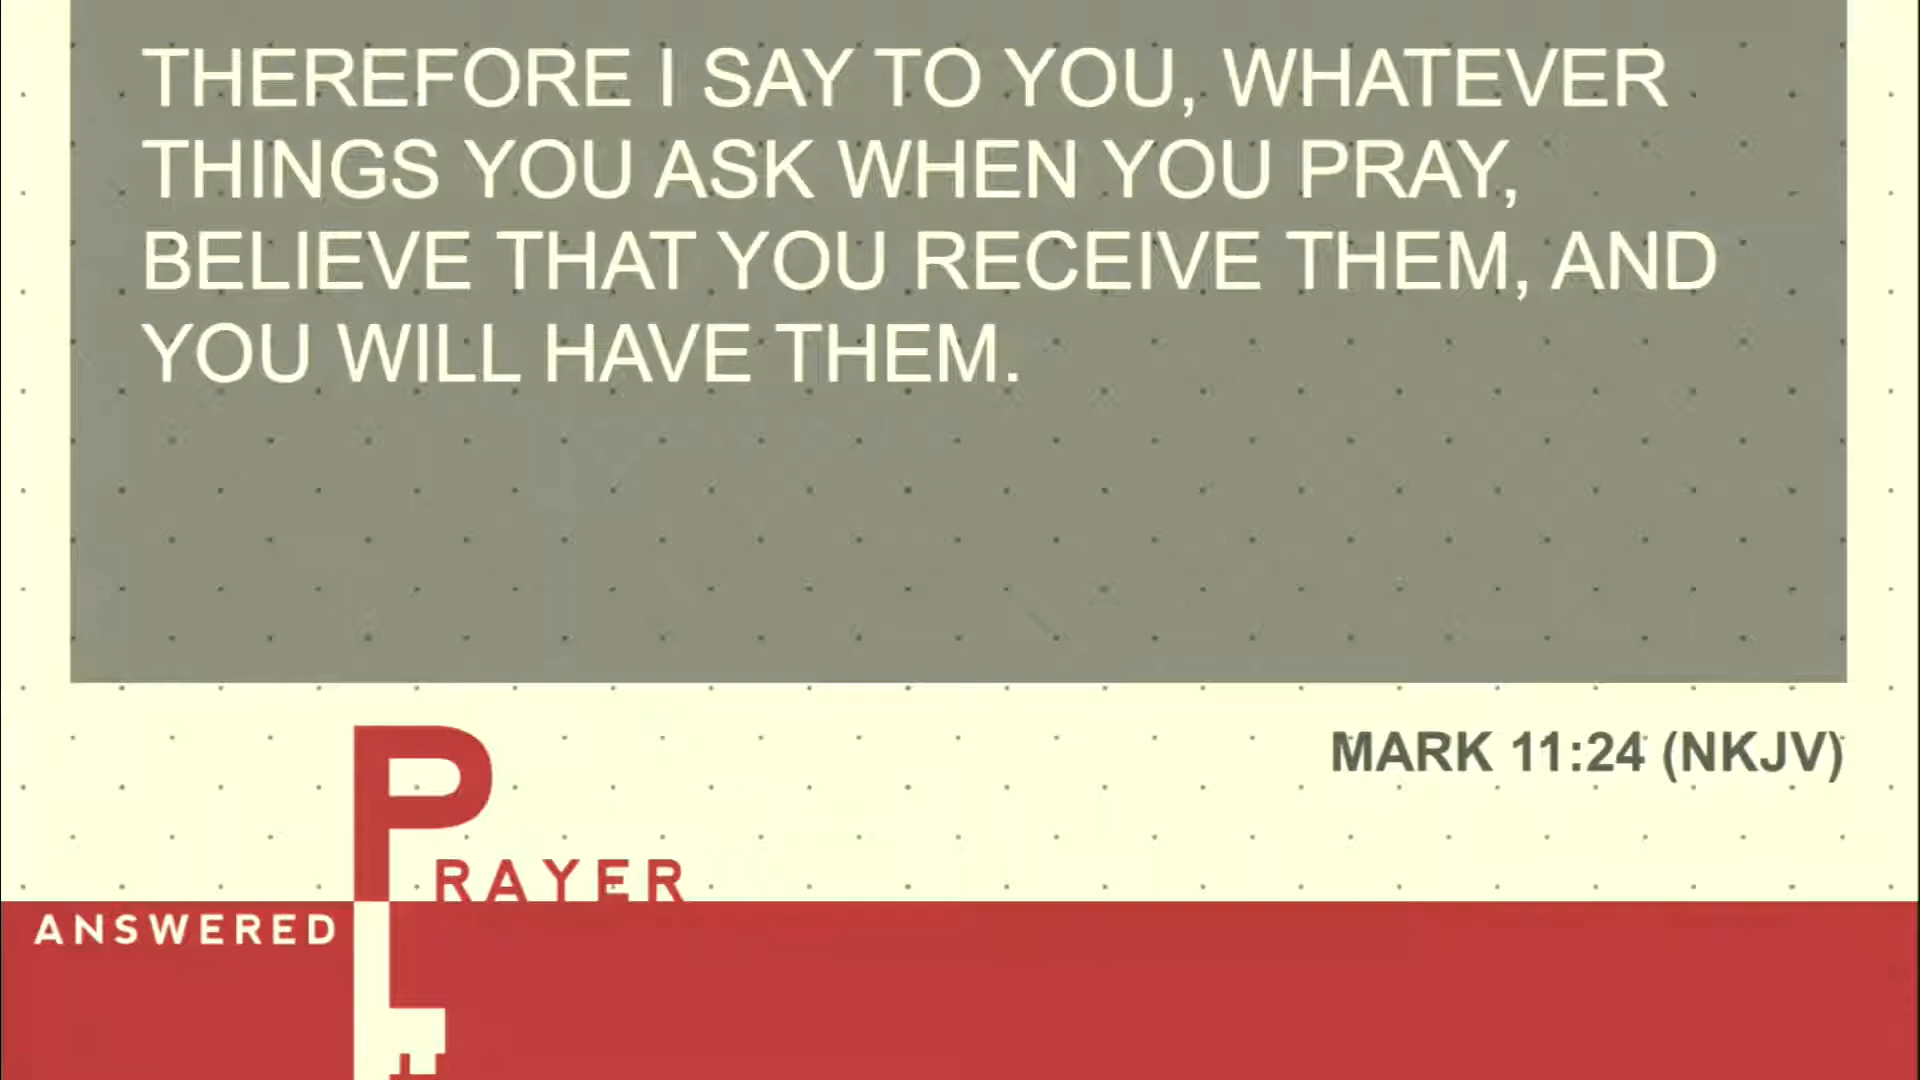 THEREFORE I SAY TO YOU, WHATEVER
THINGS YOU ASK WHEN YOU PRAY,
BELIEVE THAT YOU RECEIVE THEM, AND
YOU WILL HAVE THEM.
MARK 11:24 (NKJV)
ANSWERED
PRAYER